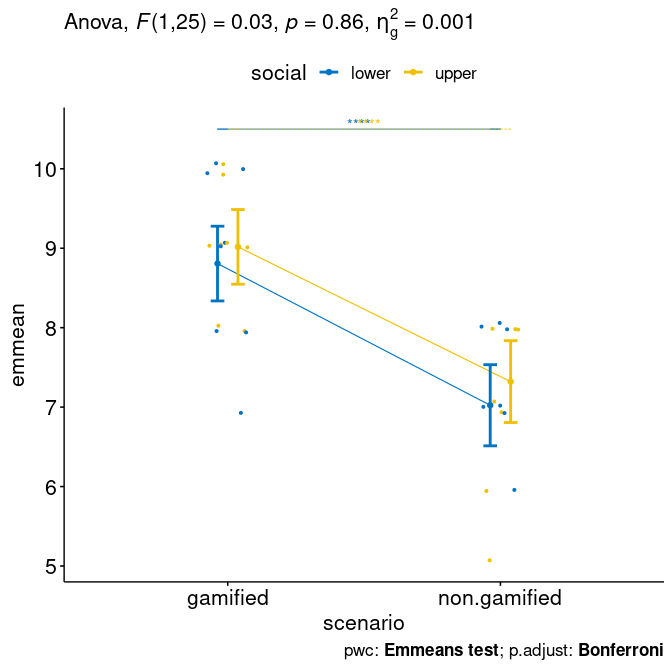 Anova, F(1,25) = 0.03, p = 0.86, η²g = 0.001
social lower upper
10
9
8
7
6
5
emmean
gamified non.gamified
scenario
pwc: Emmeans test; p.adjust: Bonferroni